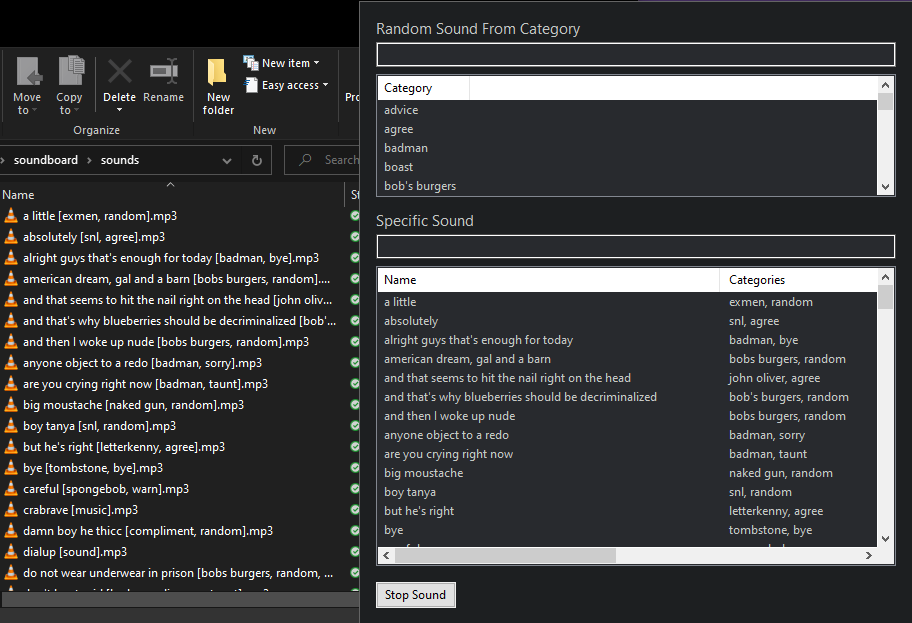 Move to
Copy to
Delete
Rename
New folder
New item
Easy access
Pro
Organize
New
soundboard > sounds
Search
Name
St
a little [exmen, random].mp3
absolutely [snl, agree].mp3
alright guys that's enough for today [badman, bye].mp3
american dream, gal and a barn [bobs burgers, random]....
and that seems to hit the nail right on the head [john oliv...
and that's why blueberries should be decriminalized [bob'...
and then I woke up nude [bobs burgers, random].mp3
anyone object to a redo [badman, sorry].mp3
are you crying right now [badman, taunt].mp3
big moustache [naked gun, random].mp3
boy tanya [snl, random].mp3
but he's right [letterkenny, agree].mp3
bye [tombstone, bye].mp3
careful [spongebob, warn].mp3
crabrave [music].mp3
damn boy he thicc [compliment, random].mp3
dialup [sound].mp3
do not wear underwear in prison [bobs burgers, random, ...
Random Sound From Category
Category
advice
agree
badman
boast
bob's burgers
Specific Sound
Name Categories
a little exmen, random
absolutely snl, agree
alright guys that's enough for today badman, bye
american dream, gal and a barn bobs burgers, random
and that seems to hit the nail right on the head john oliver, agree
and that's why blueberries should be decriminalized bob's burgers, random
and then I woke up nude bobs burgers, random
anyone object to a redo badman, sorry
are you crying right now badman, taunt
big moustache naked gun, random
boy tanya snl, random
but he's right letterkenny, agree
bye tombstone, bye
Stop Sound